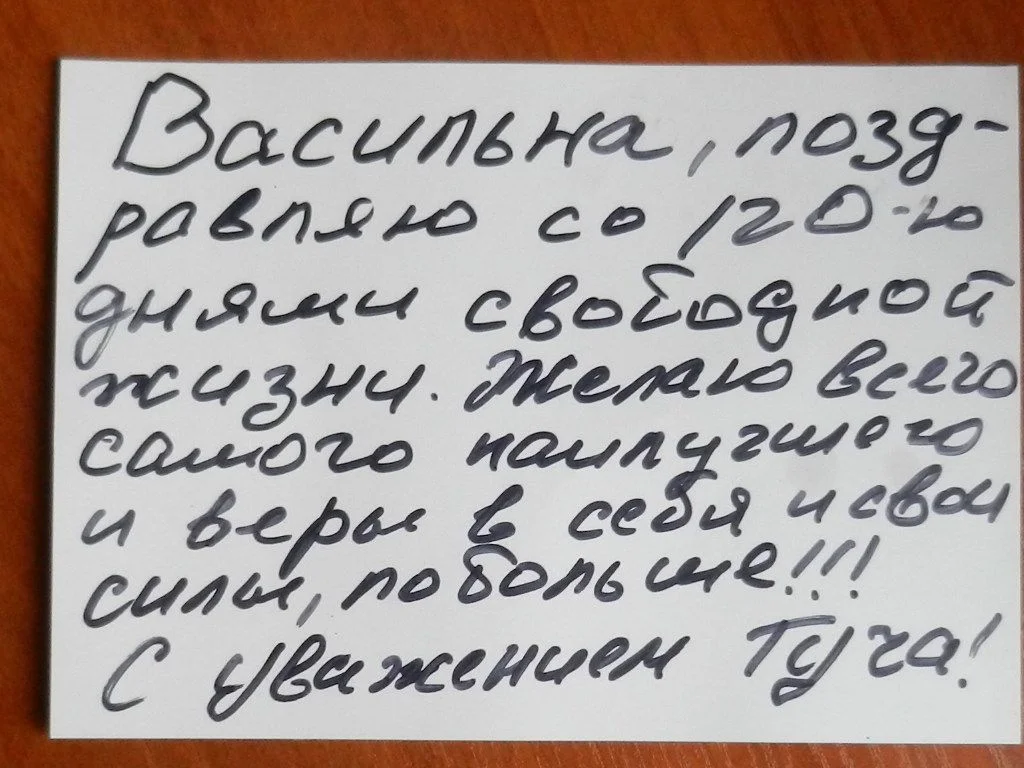 Васильна, позд-
равляю со 120-ю
днями свободной
жизни. Желаю всего
самого наилучшего
и веры в себя и свои
силы, побольше!!!
С уважением Туча!